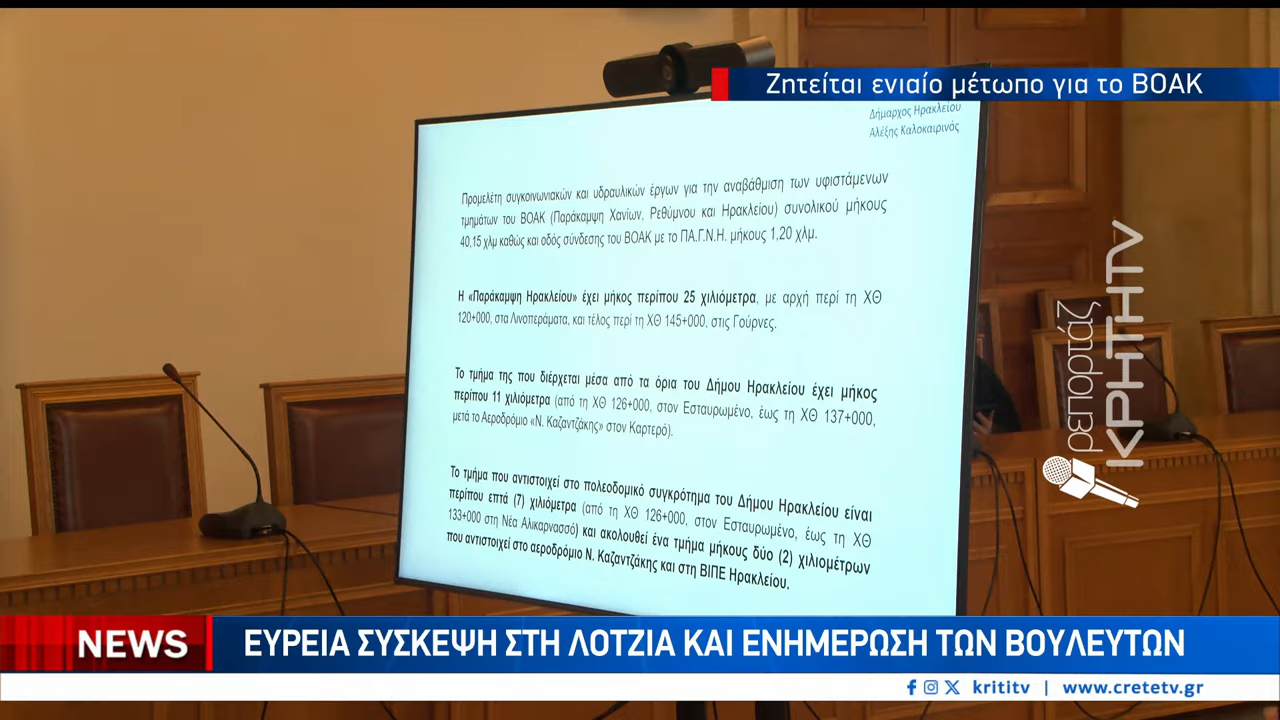 Ζητείται ενιαίο μέτωπο για το ΒΟΑΚ
Δήμαρχος Ηρακλείου
Αλέξης Καλοκαιρινός
Προμελέτη συγκοινωνιακών και υδραυλικών έργων για την αναβάθμιση των υφιστάμενων
τμημάτων του ΒΟΑΚ (Παράκαμψη Χανίων, Ρεθύμνου και Ηρακλείου) συνολικού μήκους
40,15 χλμ καθώς και οδός σύνδεσης του ΒΟΑΚ με το ΠΑ.Γ.Ν.Η. μήκους 1,20 χλμ.
Η «Παράκαμψη Ηρακλείου» έχει μήκος περίπου 25 χιλιόμετρα, με αρχή περί τη ΧΘ
120+000, στα Λινοπεράματα, και τέλος περί τη ΧΘ 145+000, στις Γούρνες.
Το τμήμα της που διέρχεται μέσα από τα όρια του Δήμου Ηρακλείου έχει μήκος
περίπου 11 χιλιόμετρα (από τη ΧΘ 126+000, στον Εσταυρωμένο, έως τη ΧΘ 137+000,
μετά το Αεροδρόμιο «Ν. Καζαντζάκης» στον Καρτερό).
Το τμήμα που αντιστοιχεί στο πολεοδομικό συγκρότημα του Δήμου Ηρακλείου είναι
περίπου επτά (7) χιλιόμετρα (από τη ΧΘ 126+000, στον Εσταυρωμένο, έως τη ΧΘ
133+000 στη Νέα Αλικαρνασσό) και ακολουθεί ένα τμήμα μήκους δύο (2) χιλιομέτρων
που αντιστοιχεί στο αεροδρόμιο Ν. Καζαντζάκης και στη ΒΙΠΕ Ηρακλείου.
ρεπορτάζ
ΚΡΗΤΗTV
NEWS
ΕΥΡΕΙΑ ΣΥΣΚΕΨΗ ΣΤΗ ΛΟΤΖΙΑ ΚΑΙ ΕΝΗΜΕΡΩΣΗ ΤΩΝ ΒΟΥΛΕΥΤΩΝ
krititv | www.cretetv.gr